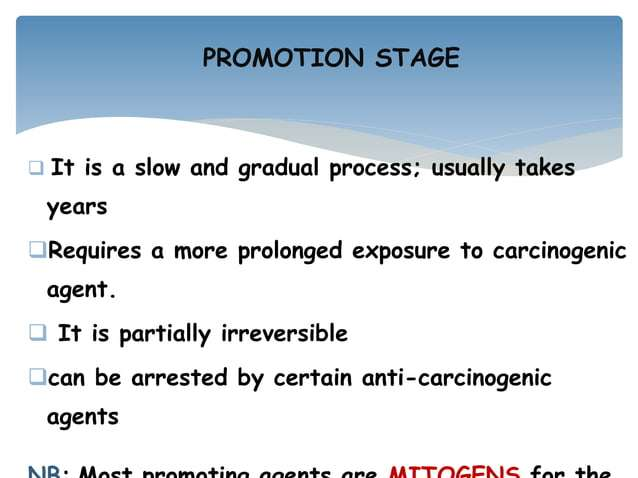 PROMOTION STAGE
It is a slow and gradual process; usually takes
years
Requires a more prolonged exposure to carcinogenic
agent.
It is partially irreversible
can be arrested by certain anti-carcinogenic
agents
NB: Most promoting agents are MITOGENS for the